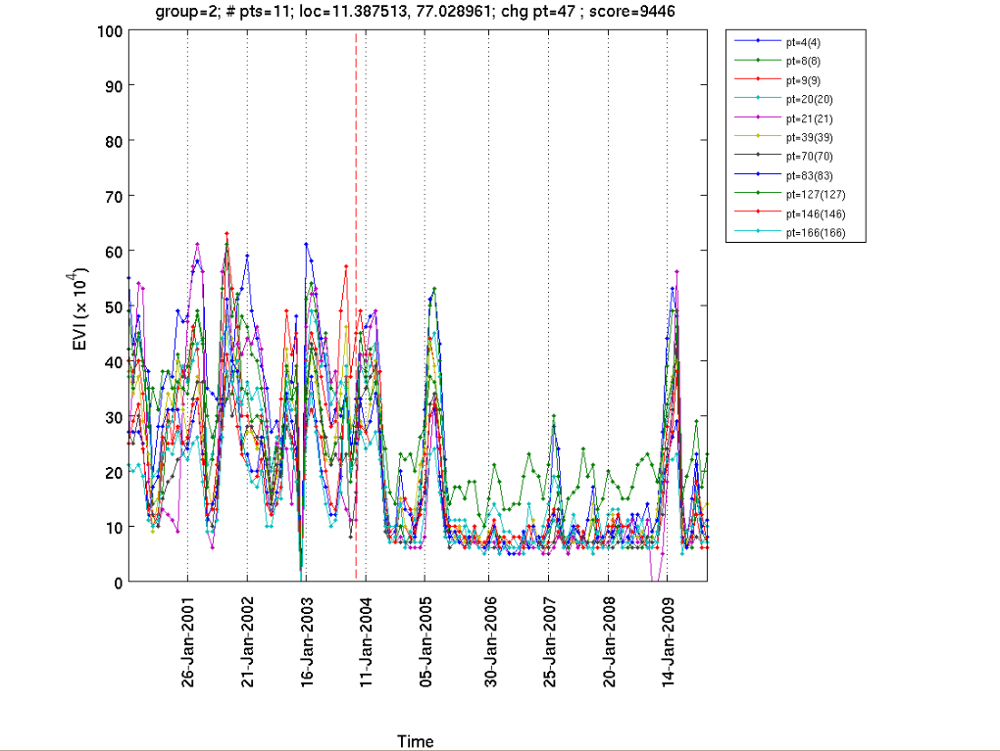 group=2; # pts=11; loc=11.387513, 77.028961; chg pt=47 ; score=9446
100
90
80
70
60
50
40
30
20
10
0
EVI (× 10^4)
26-Jan-2001
21-Jan-2002
16-Jan-2003
11-Jan-2004
05-Jan-2005
30-Jan-2006
25-Jan-2007
20-Jan-2008
14-Jan-2009
Time
pt=4(4)
pt=8(8)
pt=9(9)
pt=20(20)
pt=21(21)
pt=39(39)
pt=70(70)
pt=83(83)
pt=127(127)
pt=146(146)
pt=166(166)